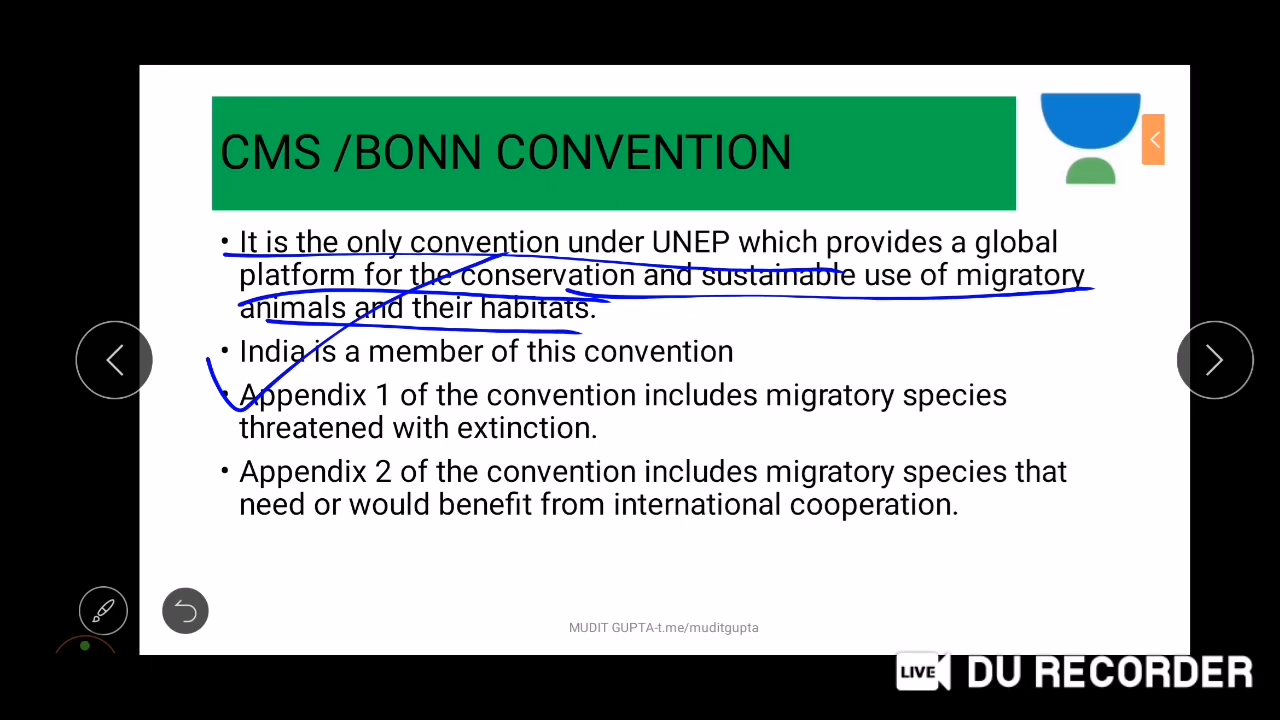 CMS /BONN CONVENTION
• It is the only convention under UNEP which provides a global
platform for the conservation and sustainable use of migratory
animals and their habitats.
• India is a member of this convention
• Appendix 1 of the convention includes migratory species
threatened with extinction.
• Appendix 2 of the convention includes migratory species that
need or would benefit from international cooperation.
MUDIT GUPTA-t.me/muditgupta
LIVE DU RECORDER